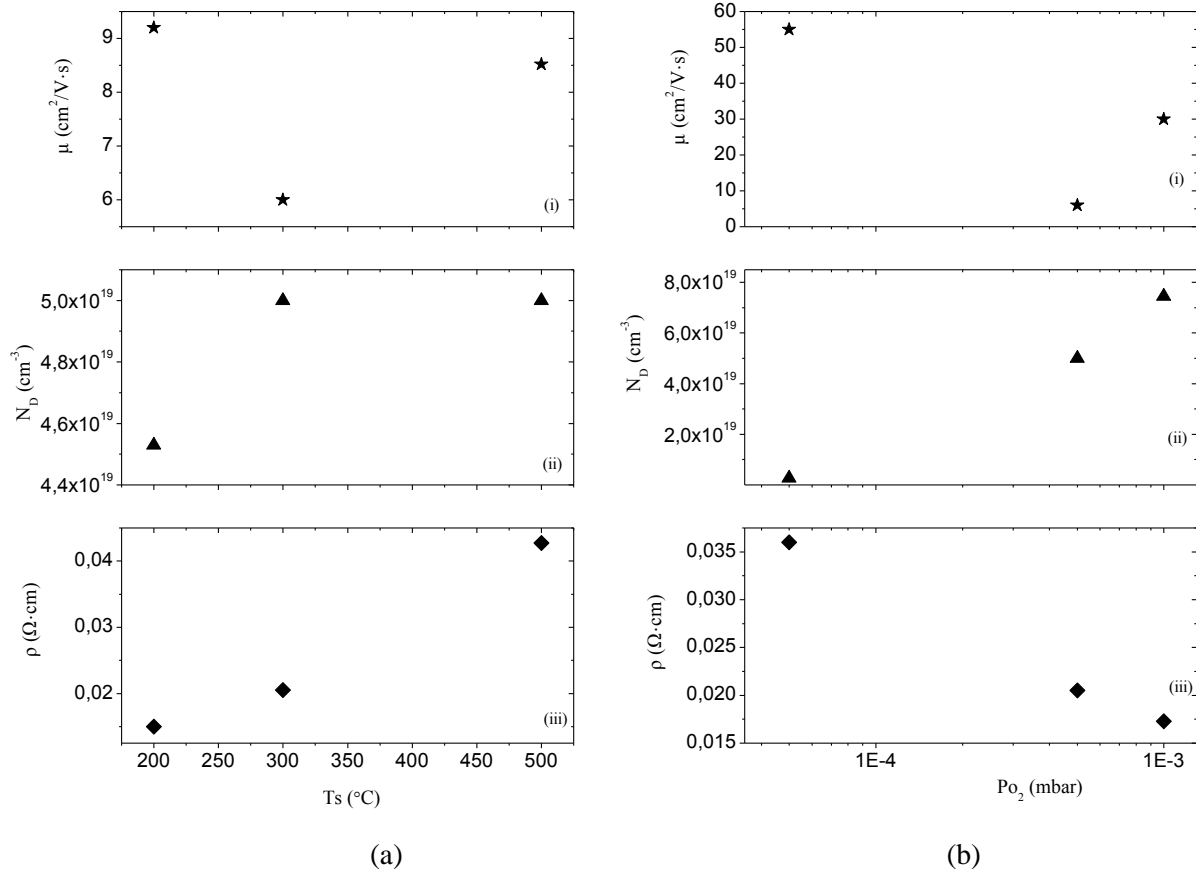 9
8
7
6
μ (cm²/V·s)
(i)
5,0x10¹⁹
4,8x10¹⁹
4,6x10¹⁹
4,4x10¹⁹
N_D (cm⁻³)
(ii)
0,04
0,03
0,02
ρ (Ω·cm)
(iii)
200 250 300 350 400 450 500
Ts (°C)
(a)
60
50
40
30
20
10
0
μ (cm²/V·s)
(i)
8,0x10¹⁹
6,0x10¹⁹
4,0x10¹⁹
2,0x10¹⁹
N_D (cm⁻³)
(ii)
0,035
0,030
0,025
0,020
0,015
ρ (Ω·cm)
(iii)
1E-4 1E-3
Po₂ (mbar)
(b)